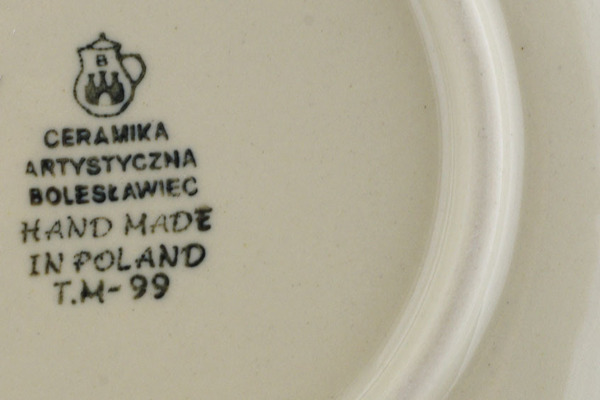 B
CERAMIKA
ARTYSTYCZNA
BOLESŁAWIEC
HAND MADE
IN POLAND
T.M-99